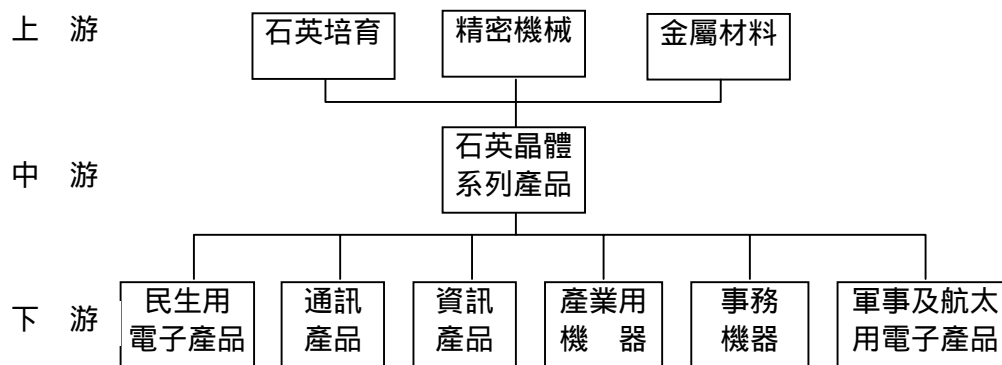 上 游
石英培育
精密機械
金屬材料
中 游
石英晶體
系列產品
下 游
民生用
電子產品
通訊
產品
資訊
產品
產業用
機 器
事務
機器
軍事及航太
用電子產品